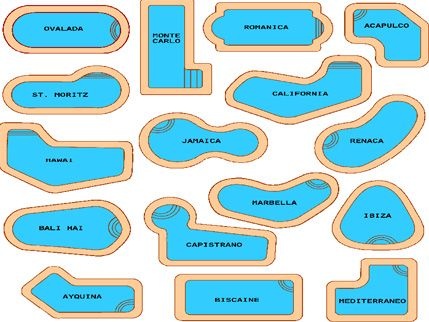 OVALADA
MONTE
CARLO
ROMANICA
ACAPULCO
ST. MORITZ
CALIFORNIA
HAWAI
JAMAICA
RENACA
MARBELLA
IBIZA
BALI HAI
CAPISTRANO
AYQUINA
BISCAINE
MEDITERRANEO